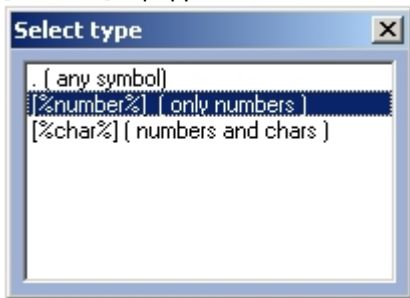 Select type
. ( any symbol)
[%number%] ( only numbers )
[%char%] ( numbers and chars )